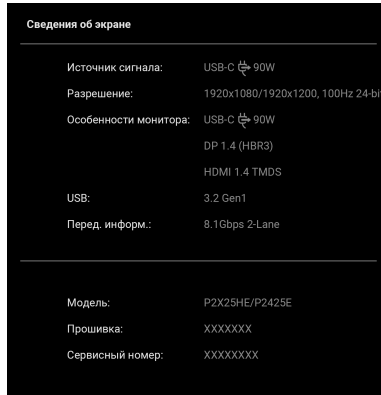 Сведения об экране
Источник сигнала: USB-C 90W
Разрешение: 1920x1080/1920x1200, 100Hz 24-bi
Особенности монитора: USB-C 90W
DP 1.4 (HBR3)
HDMI 1.4 TMDS
USB: 3.2 Gen1
Перед. информ.: 8.1Gbps 2-Lane
Модель: P2X25HE/P2425E
Прошивка: XXXXXXX
Сервисный номер: XXXXXXXX